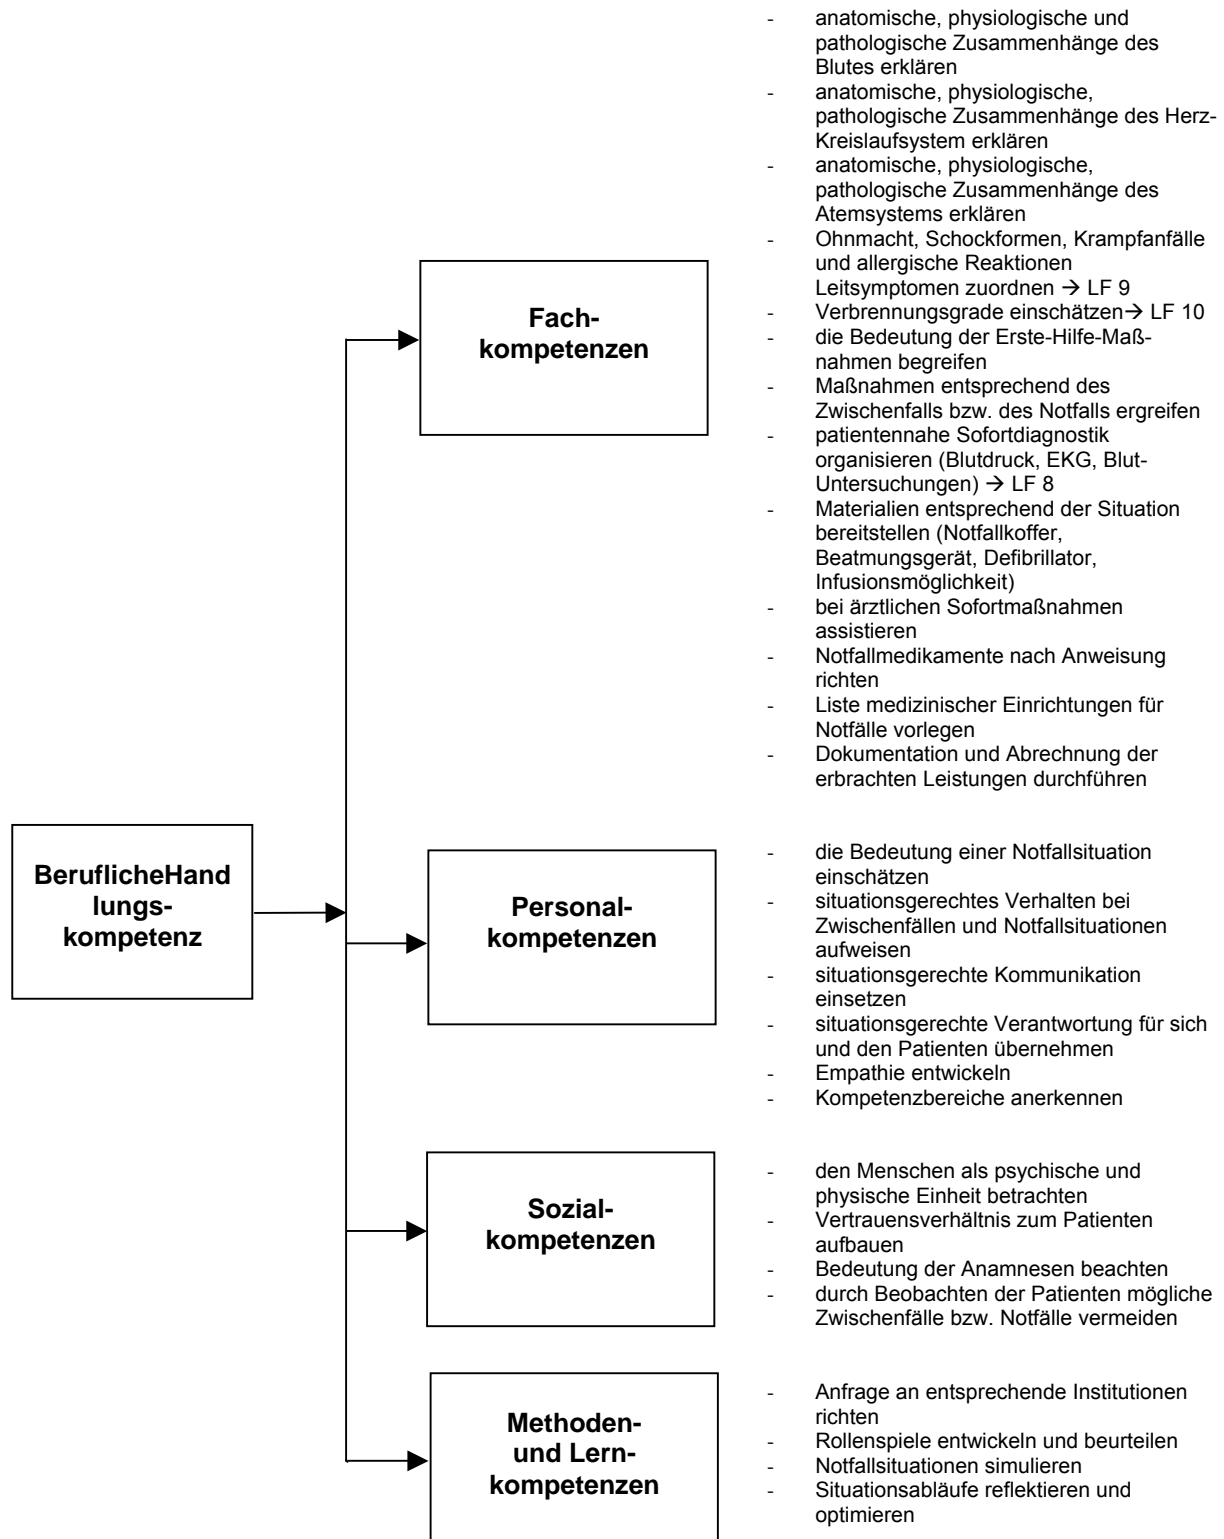 - anatomische, physiologische und
pathologische Zusammenhänge des
Blutes erklären
- anatomische, physiologische,
pathologische Zusammenhänge des Herz-
Kreislaufsystem erklären
- anatomische, physiologische,
pathologische Zusammenhänge des
Atemsystems erklären
- Ohnmacht, Schockformen, Krampfanfälle
und allergische Reaktionen
Leitsymptomen zuordnen → LF 9
- Verbrennungsgrade einschätzen→ LF 10
- die Bedeutung der Erste-Hilfe-Maß-
nahmen begreifen
- Maßnahmen entsprechend des
Zwischenfalls bzw. des Notfalls ergreifen
- patientennahe Sofortdiagnostik
organisieren (Blutdruck, EKG, Blut-
Untersuchungen) → LF 8
- Materialien entsprechend der Situation
bereitstellen (Notfallkoffer,
Beatmungsgerät, Defibrillator,
Infusionsmöglichkeit)
- bei ärztlichen Sofortmaßnahmen
assistieren
- Notfallmedikamente nach Anweisung
richten
- Liste medizinischer Einrichtungen für
Notfälle vorlegen
- Dokumentation und Abrechnung der
erbrachten Leistungen durchführen
Fach-
kompetenzen
BeruflicheHand
lungs-
kompetenz
Personal-
kompetenzen
- die Bedeutung einer Notfallsituation
einschätzen
- situationsgerechtes Verhalten bei
Zwischenfällen und Notfallsituationen
aufweisen
- situationsgerechte Kommunikation
einsetzen
- situationsgerechte Verantwortung für sich
und den Patienten übernehmen
- Empathie entwickeln
- Kompetenzbereiche anerkennen
Sozial-
kompetenzen
- den Menschen als psychische und
physische Einheit betrachten
- Vertrauensverhältnis zum Patienten
aufbauen
- Bedeutung der Anamnesen beachten
- durch Beobachten der Patienten mögliche
Zwischenfälle bzw. Notfälle vermeiden
Methoden-
und Lern-
kompetenzen
- Anfrage an entsprechende Institutionen
richten
- Rollenspiele entwickeln und beurteilen
- Notfallsituationen simulieren
- Situationsabläufe reflektieren und
optimieren